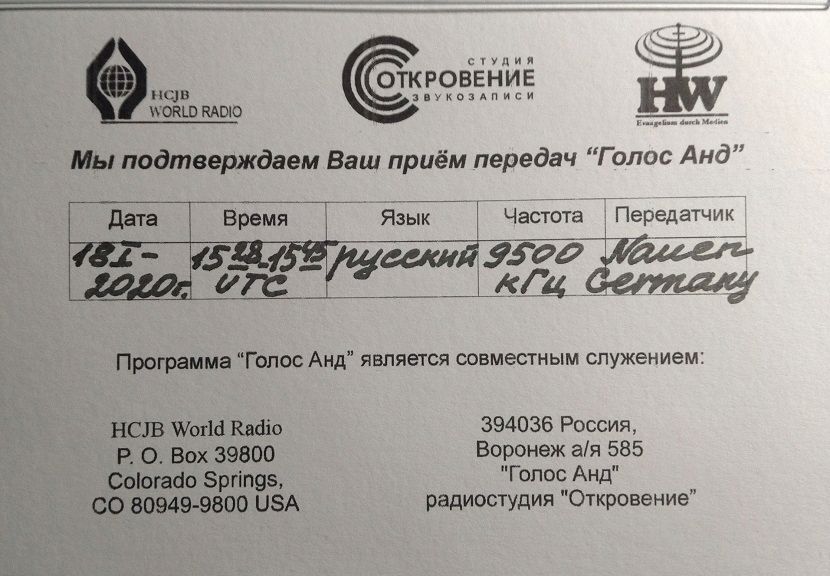 HCJB
WORLD RADIO
СТУДИЯ
ОТКРОВЕНИЕ
ЗВУКОЗАПИСИ
HW
Evangelium durch Medien
Мы подтверждаем Ваш приём передач “Голос Анд”
Дата Время Язык Частота Передатчик
18 I - 15 28 - 15 45 русский 9500 Nauen
2020г. UTC кГц Germany
Программа “Голос Анд” является совместным служением:
HCJB World Radio
P. O. Box 39800
Colorado Springs,
CO 80949-9800 USA
394036 Россия,
Воронеж а/я 585
"Голос Анд"
радиостудия "Откровение”